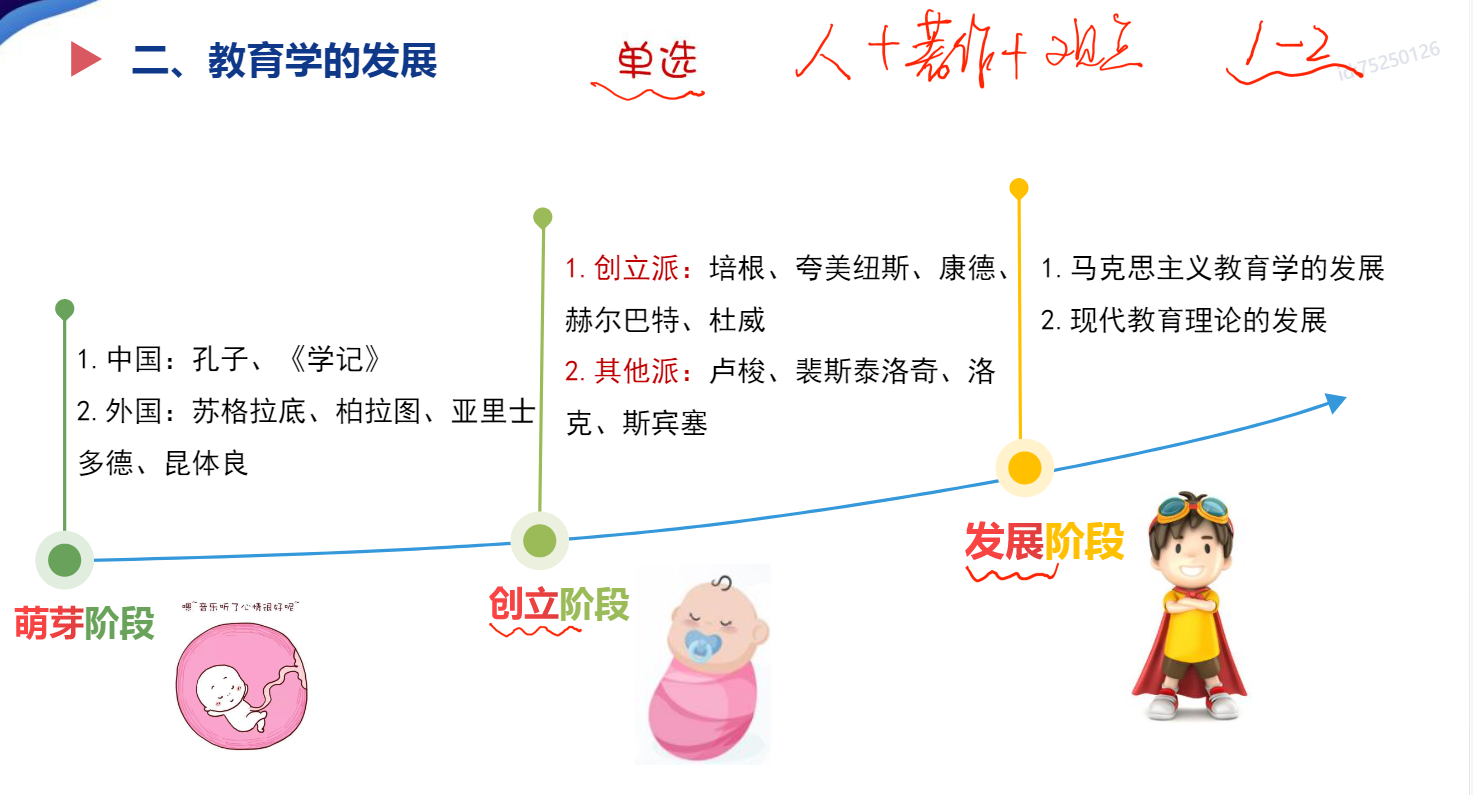 二、教育学的发展
单选
人+著作+观点
1-2
id:75250126
1.中国：孔子、《学记》
2.外国：苏格拉底、柏拉图、亚里士
多德、昆体良
1.创立派：培根、夸美纽斯、康德、
赫尔巴特、杜威
2.其他派：卢梭、裴斯泰洛奇、洛
克、斯宾塞
1.马克思主义教育学的发展
2.现代教育理论的发展
萌芽阶段
嘿~音乐听了心情很好呢~
创立阶段
发展阶段